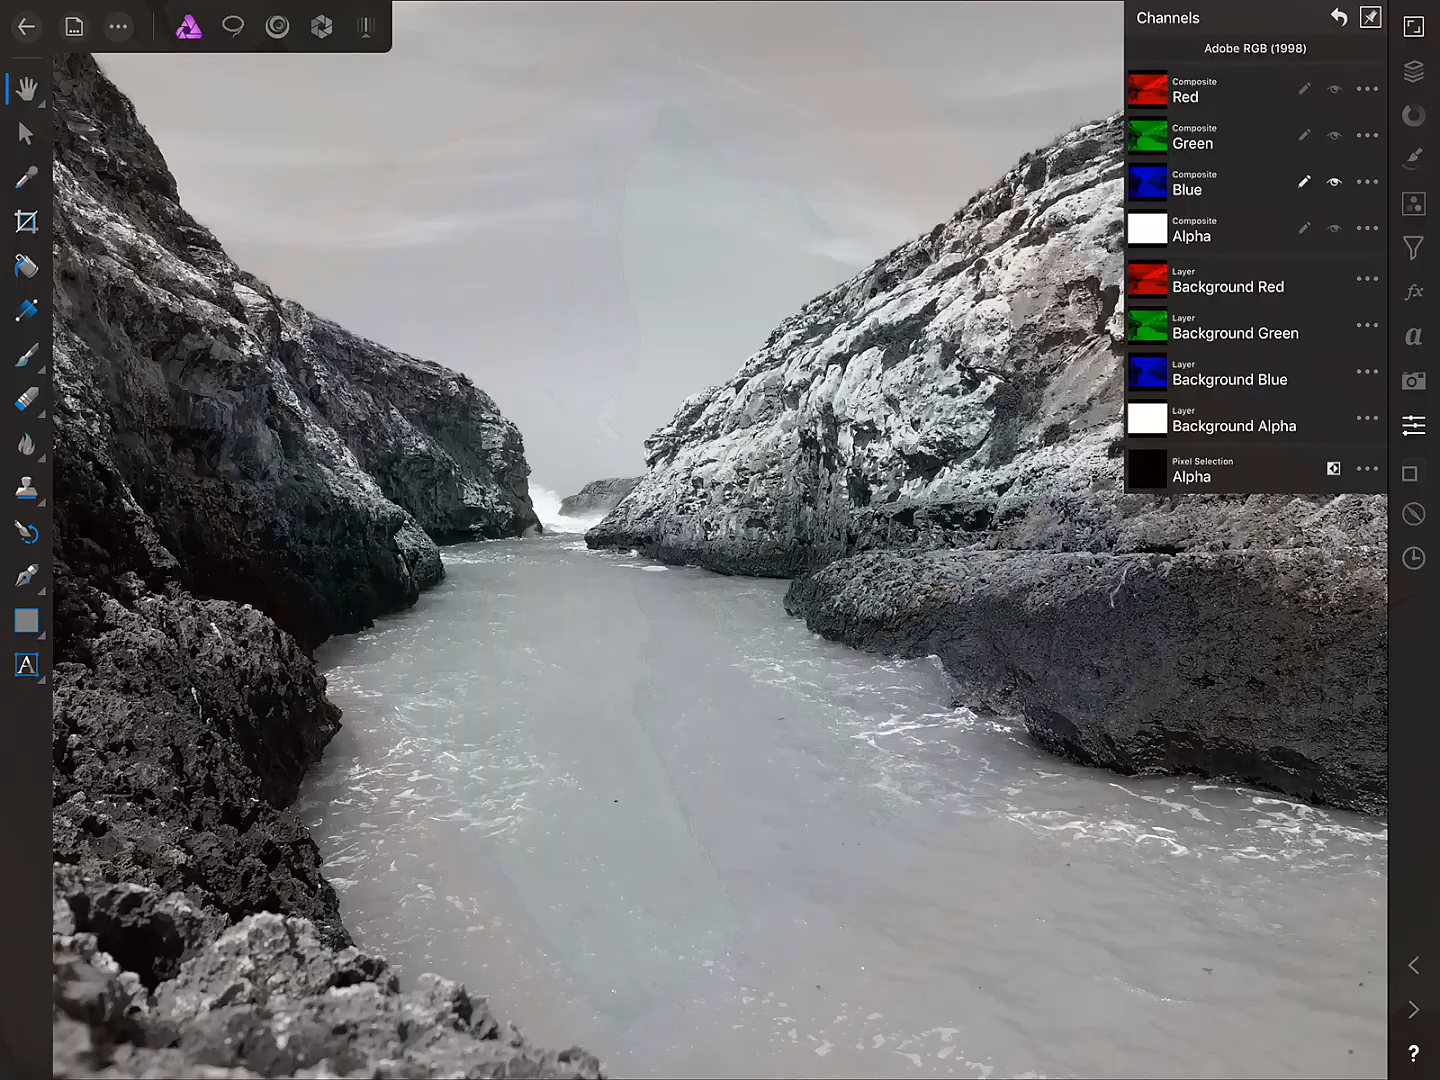 Channels
Adobe RGB (1998)
Composite
Red
Composite
Green
Composite
Blue
Composite
Alpha
Layer
Background Red
Layer
Background Green
Layer
Background Blue
Layer
Background Alpha
Pixel Selection
Alpha
fx
a
A
?